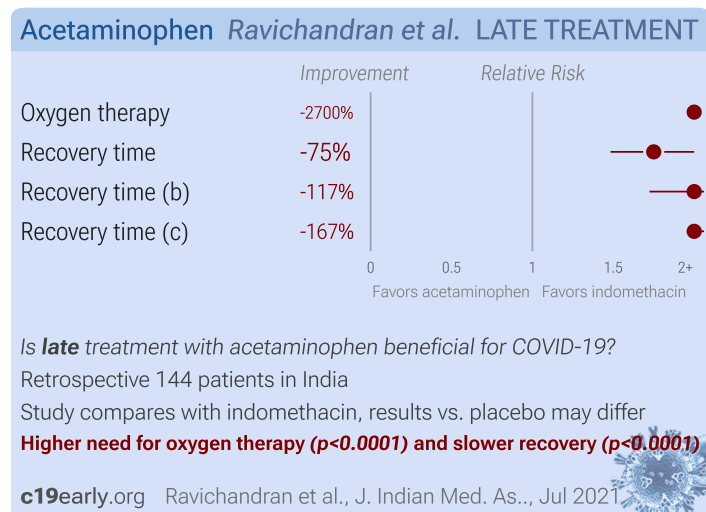 Acetaminophen Ravichandran et al. LATE TREATMENT
Improvement Relative Risk
Oxygen therapy -2700%
Recovery time -75%
Recovery time (b) -117%
Recovery time (c) -167%
0 0.5 1 1.5 2+
Favors acetaminophen Favors indomethacin
Is late treatment with acetaminophen beneficial for COVID-19?
Retrospective 144 patients in India
Study compares with indomethacin, results vs. placebo may differ
Higher need for oxygen therapy (p<0.0001) and slower recovery (p<0.0001)
c19early.org Ravichandran et al., J. Indian Med. As.., Jul 2021